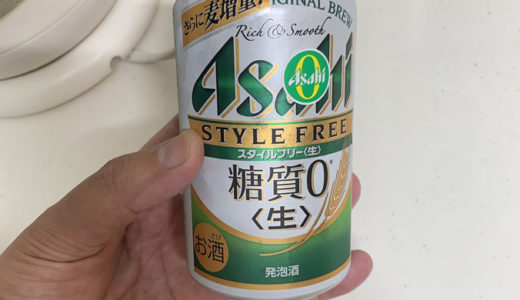 さらに麦増量!
ORIGINAL BREW
Rich & Smooth
Asahi
Asahi
0
STYLE FREE
スタイルフリー〈生〉
糖質0*
〈生〉
お酒
発泡酒